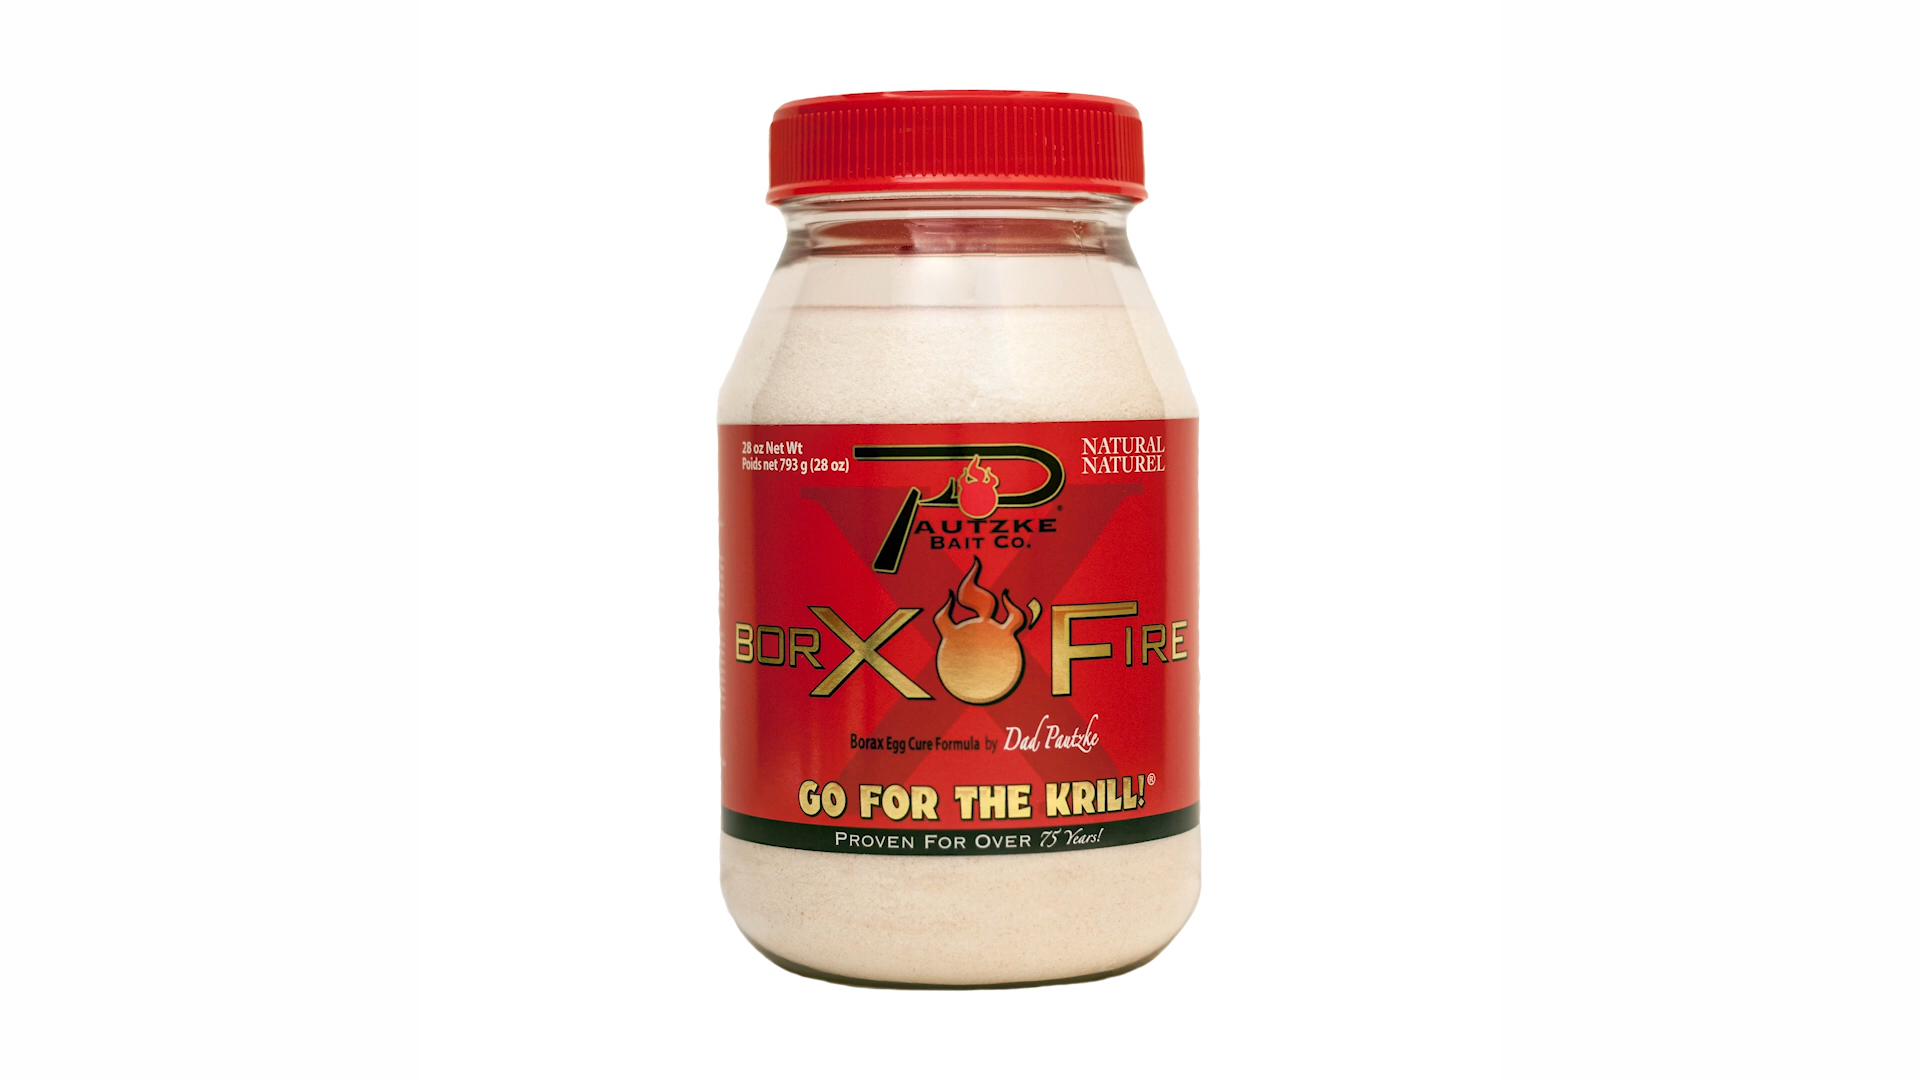 28 oz Net Wt
Poids net 793 g (28 oz)
NATURAL
NATUREL
PAUTZKE®
BAIT CO.
BORX O'FIRE
Borax Egg Cure Formula by Dad Pautzke
GO FOR THE KRILL!®
PROVEN FOR OVER 75 Years!